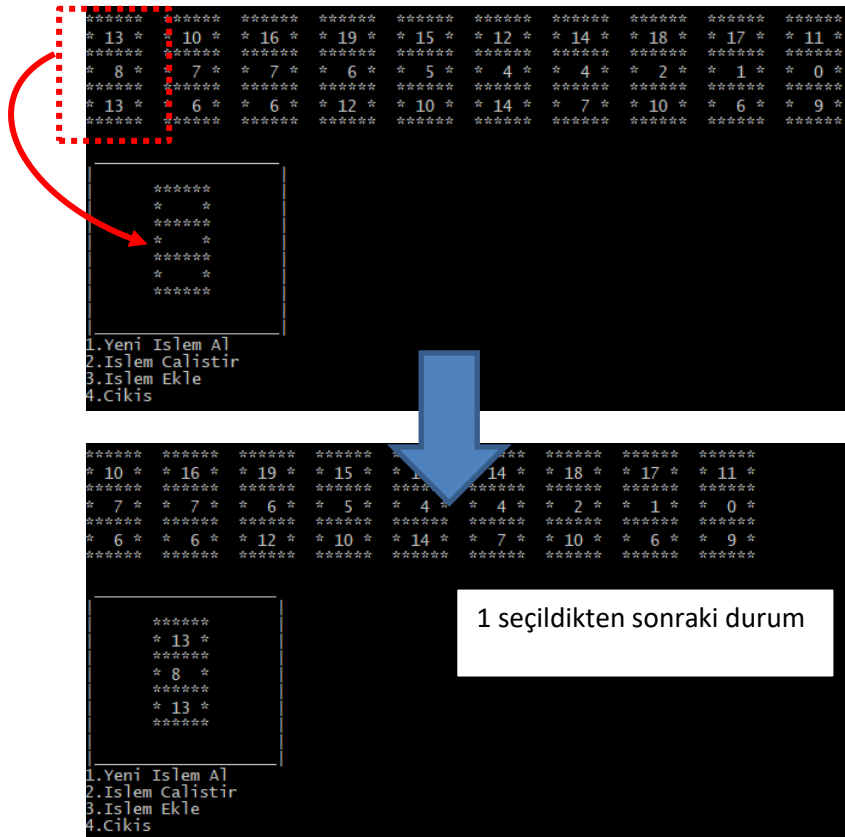 ****** ****** ****** ****** ****** ****** ****** ****** ****** ******
* 13 * * 10 * * 16 * * 19 * * 15 * * 12 * * 14 * * 18 * * 17 * * 11 *
****** ****** ****** ****** ****** ****** ****** ****** ****** ******
* 8 * * 7 * * 7 * * 6 * * 5 * * 4 * * 4 * * 2 * * 1 * * 0 *
****** ****** ****** ****** ****** ****** ****** ****** ****** ******
* 13 * * 6 * * 6 * * 12 * * 10 * * 14 * * 7 * * 10 * * 6 * * 9 *
****** ****** ****** ****** ****** ****** ****** ****** ****** ******
******
* *
******
* *
******
* *
******
1.Yeni Islem Al
2.Islem Calistir
3.Islem Ekle
4.Cikis
****** ****** ****** ****** ****** ****** ****** ******
* 10 * * 16 * * 19 * * 15 * * 14 * * 18 * * 17 * * 11 *
****** ****** ****** ****** ****** ****** ****** ****** ******
* 7 * * 7 * * 6 * * 5 * * 4 * * 4 * * 2 * * 1 * * 0 *
****** ****** ****** ****** ****** ****** ****** ****** ******
* 6 * * 6 * * 12 * * 10 * * 14 * * 7 * * 10 * * 6 * * 9 *
****** ****** ****** ****** ****** ****** ****** ****** ******
1 seçildikten sonraki durum
******
* 13 *
******
* 8 *
******
* 13 *
******
1.Yeni Islem Al
2.Islem Calistir
3.Islem Ekle
4.Cikis